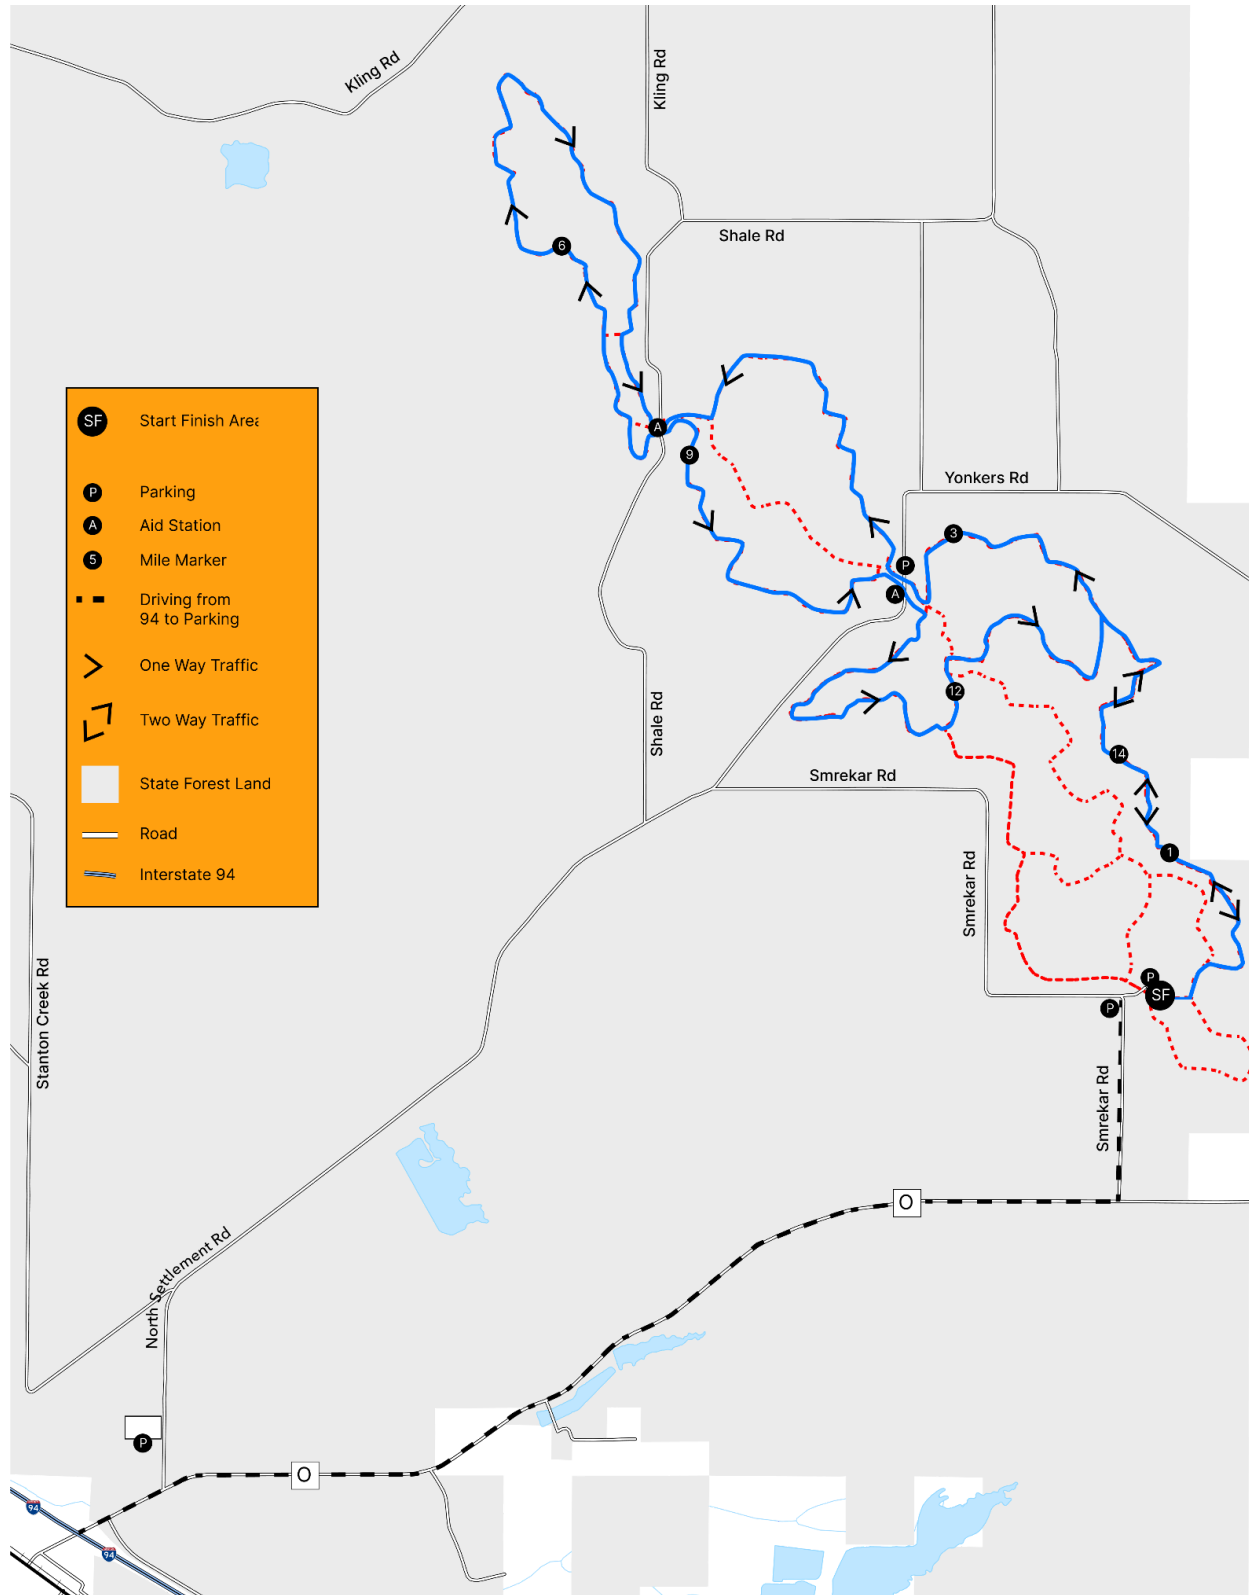 Kling Rd
Kling Rd
Shale Rd
6
A
9
Yonkers Rd
3
P
A
12
Shale Rd
14
Smrekar Rd
1
Smrekar Rd
P
SF
P
Smrekar Rd
SF Start Finish Area
P Parking
A Aid Station
5 Mile Marker
Driving from
94 to Parking
One Way Traffic
Two Way Traffic
State Forest Land
Road
Interstate 94
Stanton Creek Rd
O
North Settlement Rd
P
O
94
94